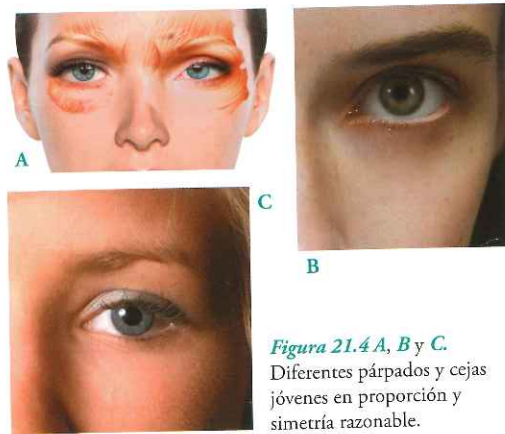 A
C
B
Figura 21.4 A, B y C.
Diferentes párpados y cejas
jóvenes en proporción y
simetría razonable.